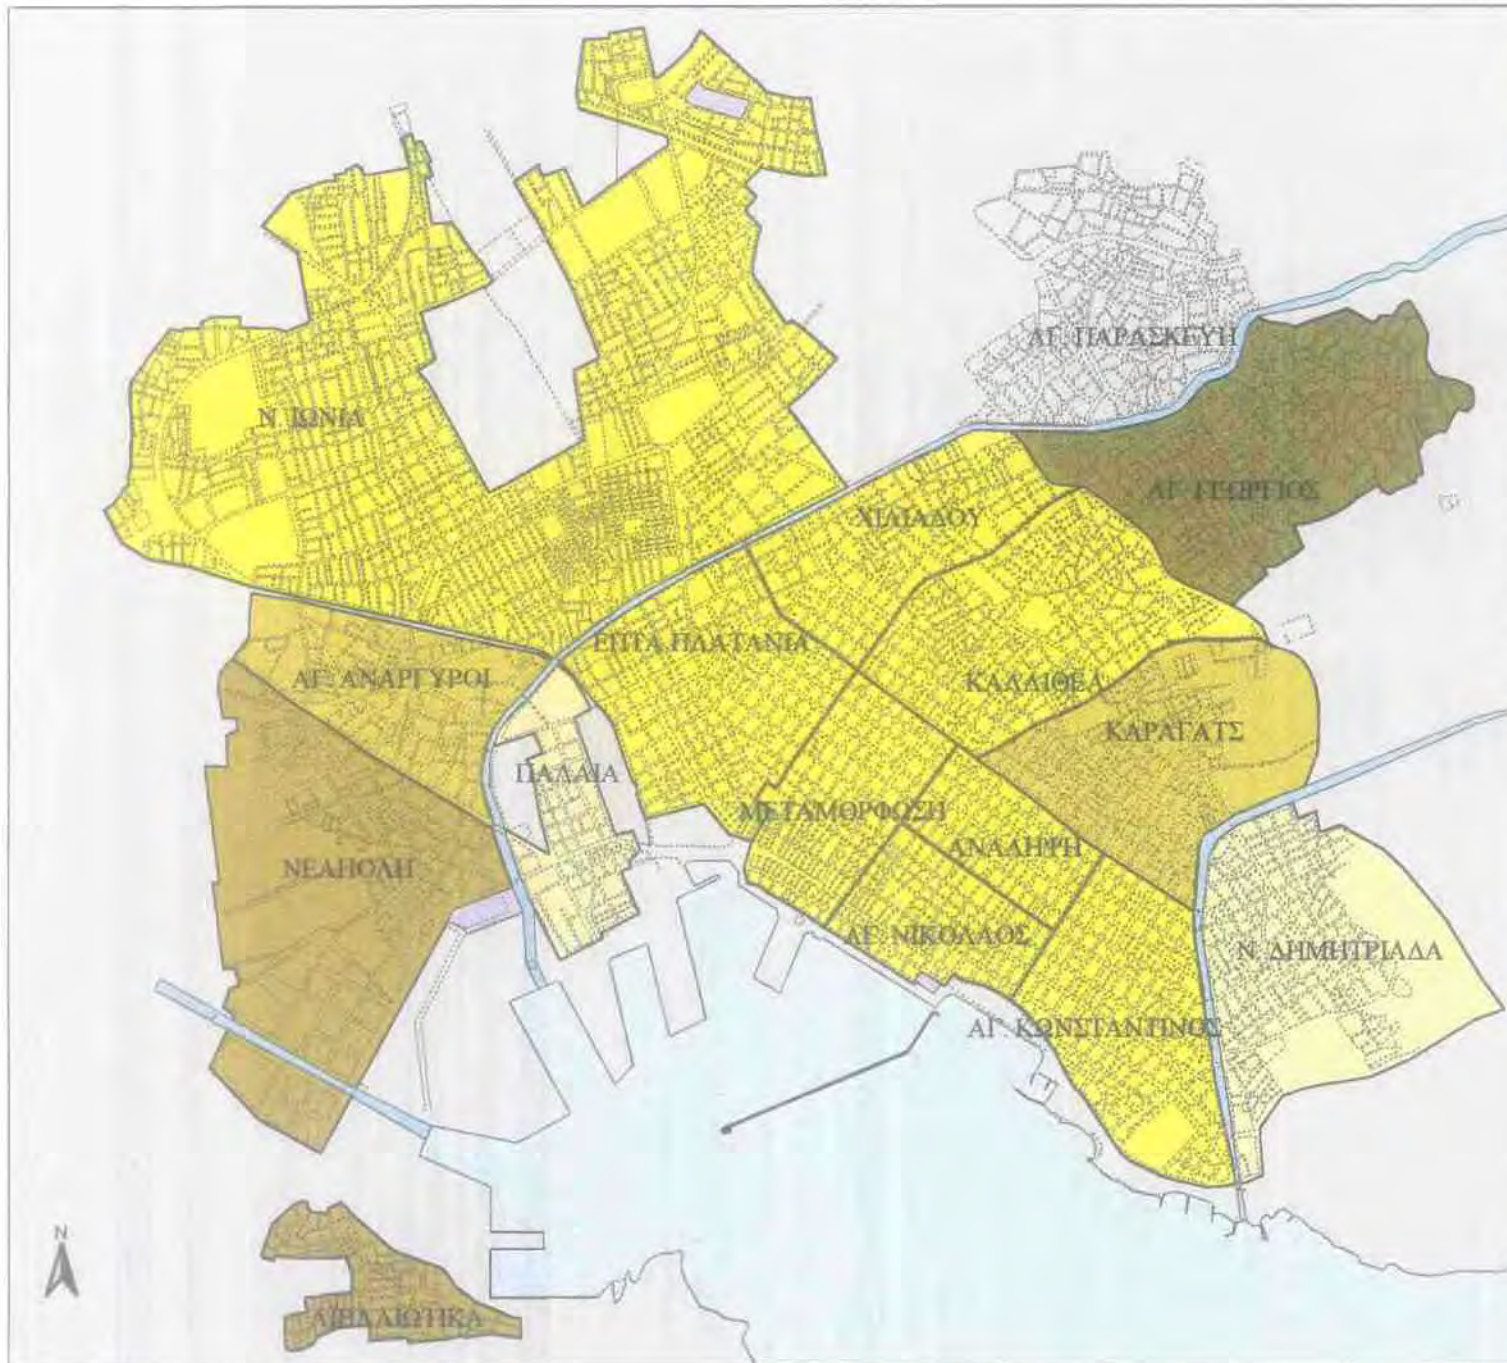 ΑΓ. ΠΑΡΑΣΚΕΥΗ
Ν. ΙΩΝΙΑ
ΑΓ. ΓΕΩΡΓΙΟΣ
ΧΙΛΙΑΔΟΥ
ΕΠΤΑ ΠΛΑΤΑΝΙΑ
ΑΓ. ΑΝΑΡΓΥΡΟΙ
ΚΑΛΛΙΘΕΑ
ΚΑΡΑΓΑΤΣ
ΠΑΛΑΙΑ
ΜΕΤΑΜΟΡΦΩΣΗ
ΑΝΑΛΗΨΗ
ΝΕΑΠΟΛΗ
ΑΓ. ΝΙΚΟΛΑΟΣ
Ν. ΔΗΜΗΤΡΙΑΔΑ
ΑΓ. ΚΩΝΣΤΑΝΤΙΝΟΣ
N
ΑΪΒΑΛΙΩΤΙΚΑ